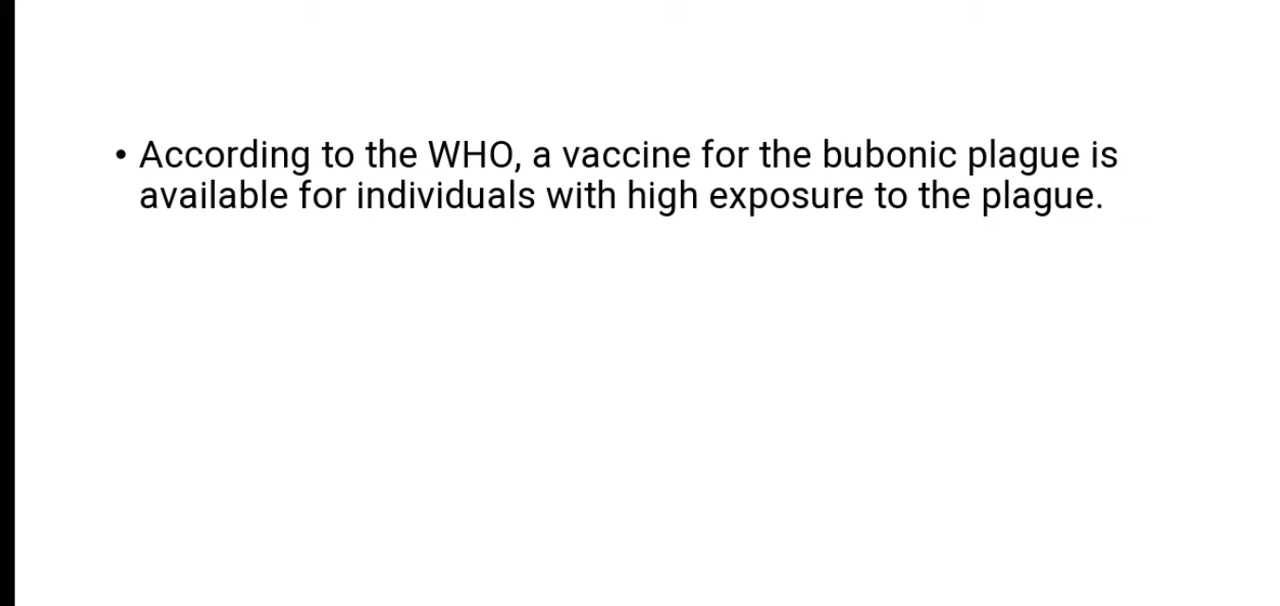 • According to the WHO, a vaccine for the bubonic plague is
available for individuals with high exposure to the plague.